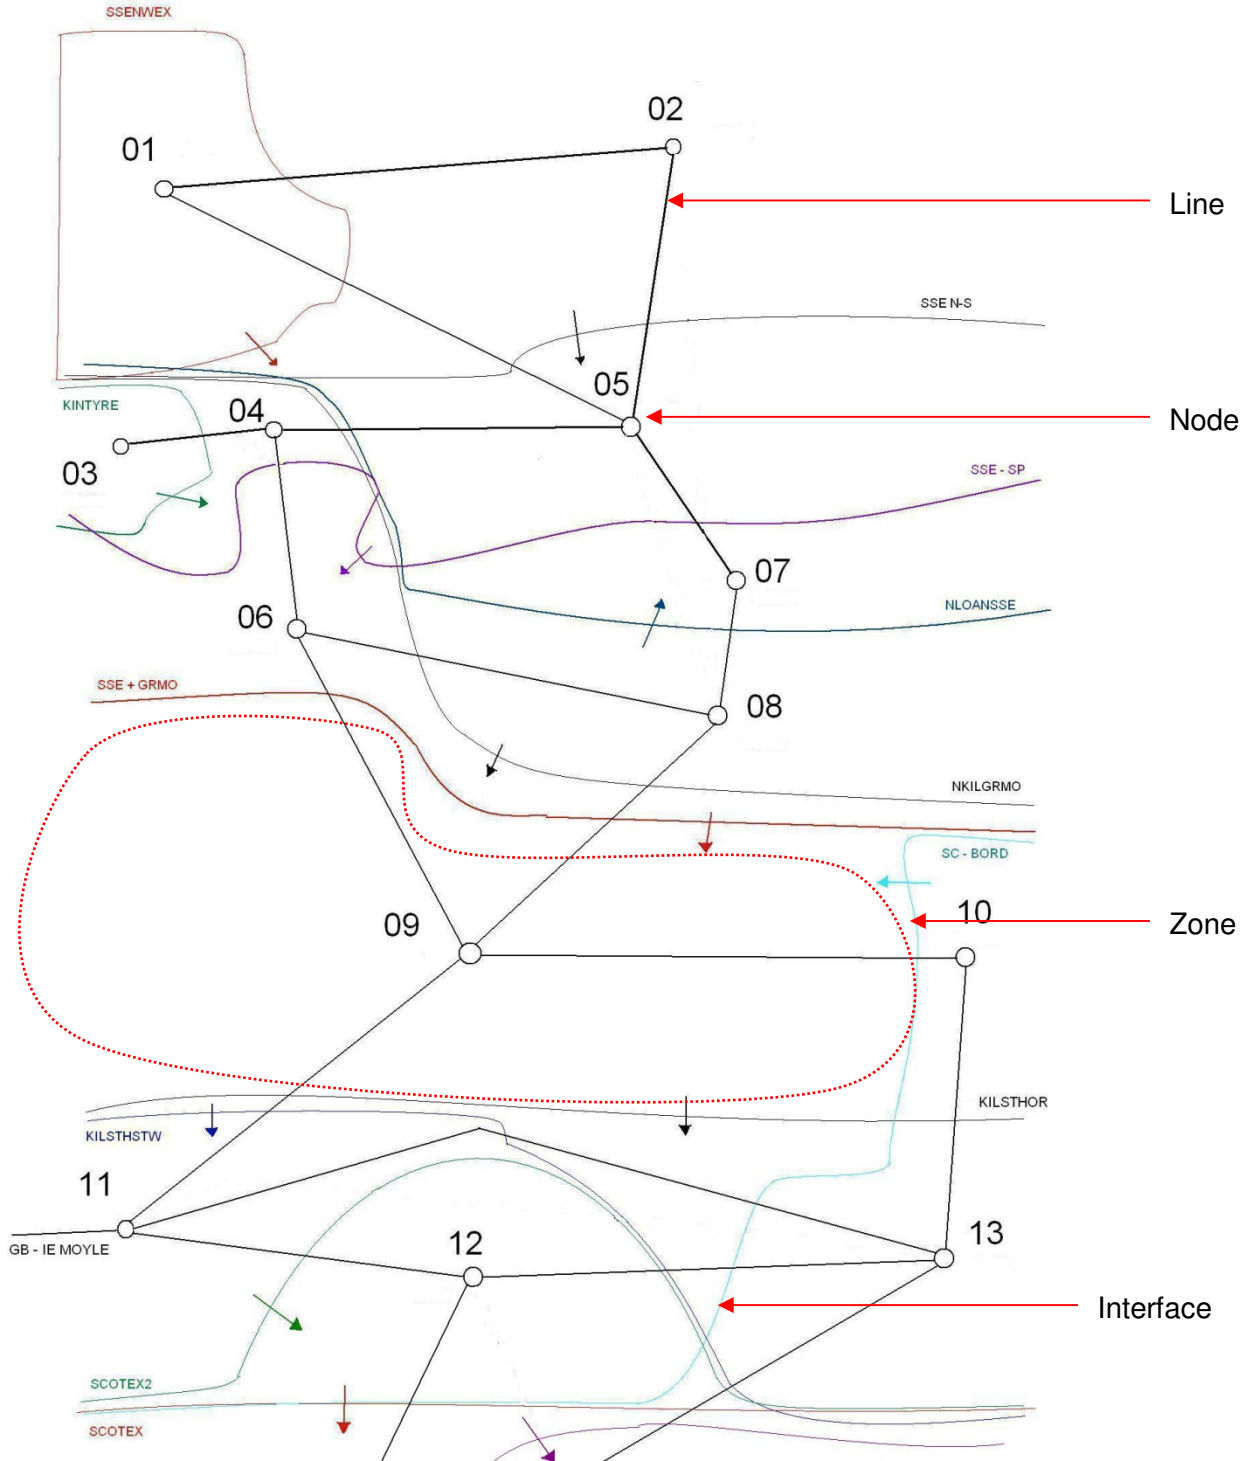 SSENWEX
02
01
Line
SSE N-S
05
KINTYRE
04
Node
03
SSE - SP
07
NLOANSSE
06
SSE + GRMO
08
NKILGRMO
SC - BORD
10
09
Zone
KILSTHOR
KILSTHSTW
11
13
GB - IE MOYLE
12
Interface
SCOTEX2
SCOTEX